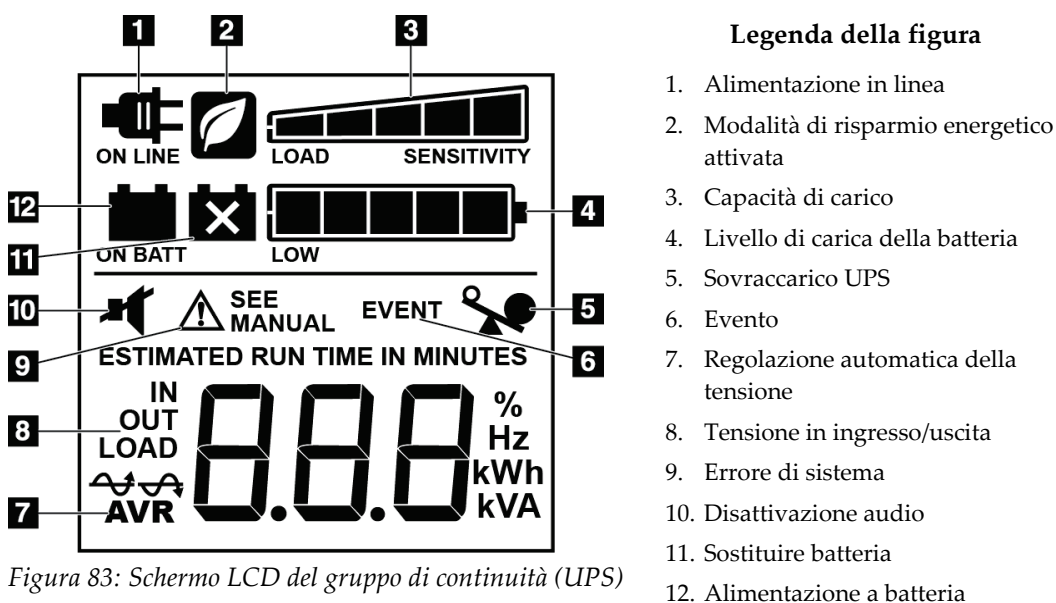 1 2 3
ON LINE
LOAD SENSITIVITY
12
4
11
ON BATT
LOW
10
SEE
MANUAL
EVENT
5
9
6
ESTIMATED RUN TIME IN MINUTES
IN
OUT
LOAD
8
8.8.8
%
Hz
kWh
kVA
7
AVR
Figura 83: Schermo LCD del gruppo di continuità (UPS)
Legenda della figura
1. Alimentazione in linea
2. Modalità di risparmio energetico
attivata
3. Capacità di carico
4. Livello di carica della batteria
5. Sovraccarico UPS
6. Evento
7. Regolazione automatica della
tensione
8. Tensione in ingresso/uscita
9. Errore di sistema
10. Disattivazione audio
11. Sostituire batteria
12. Alimentazione a batteria